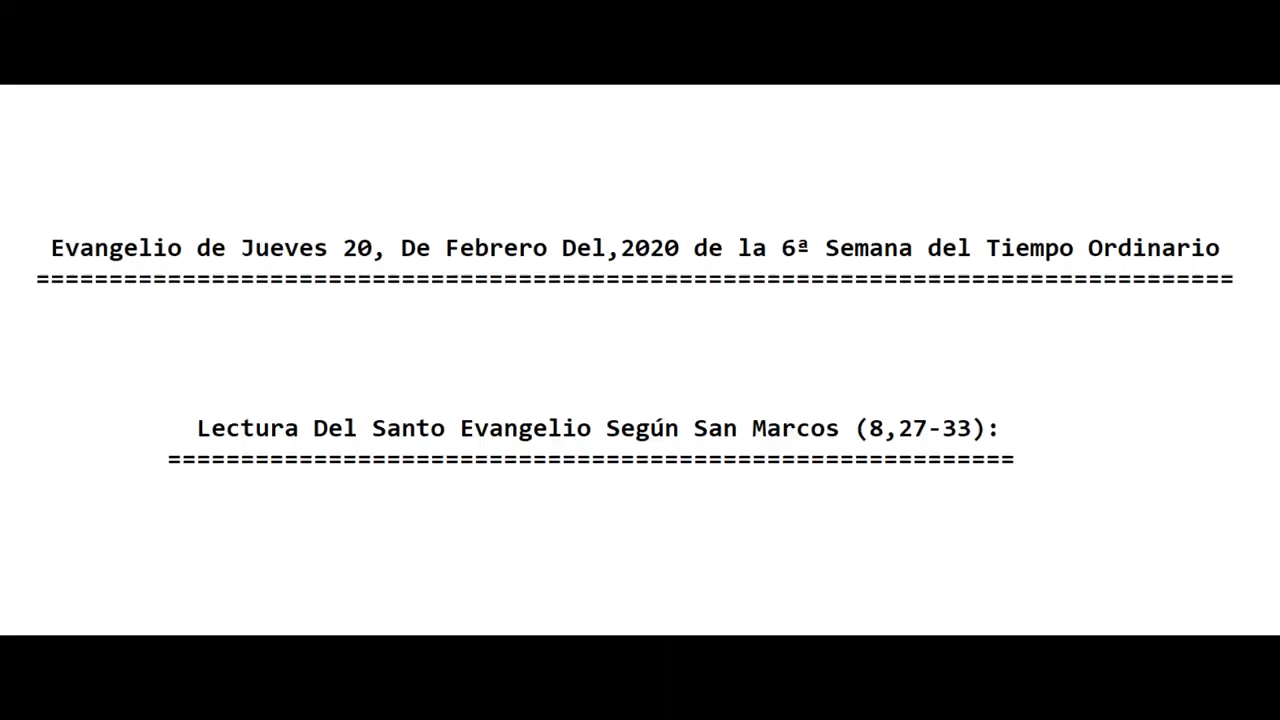 Evangelio de Jueves 20, De Febrero Del,2020 de la 6ª Semana del Tiempo Ordinario
==================================================================================
Lectura Del Santo Evangelio Según San Marcos (8,27-33):
==========================================================